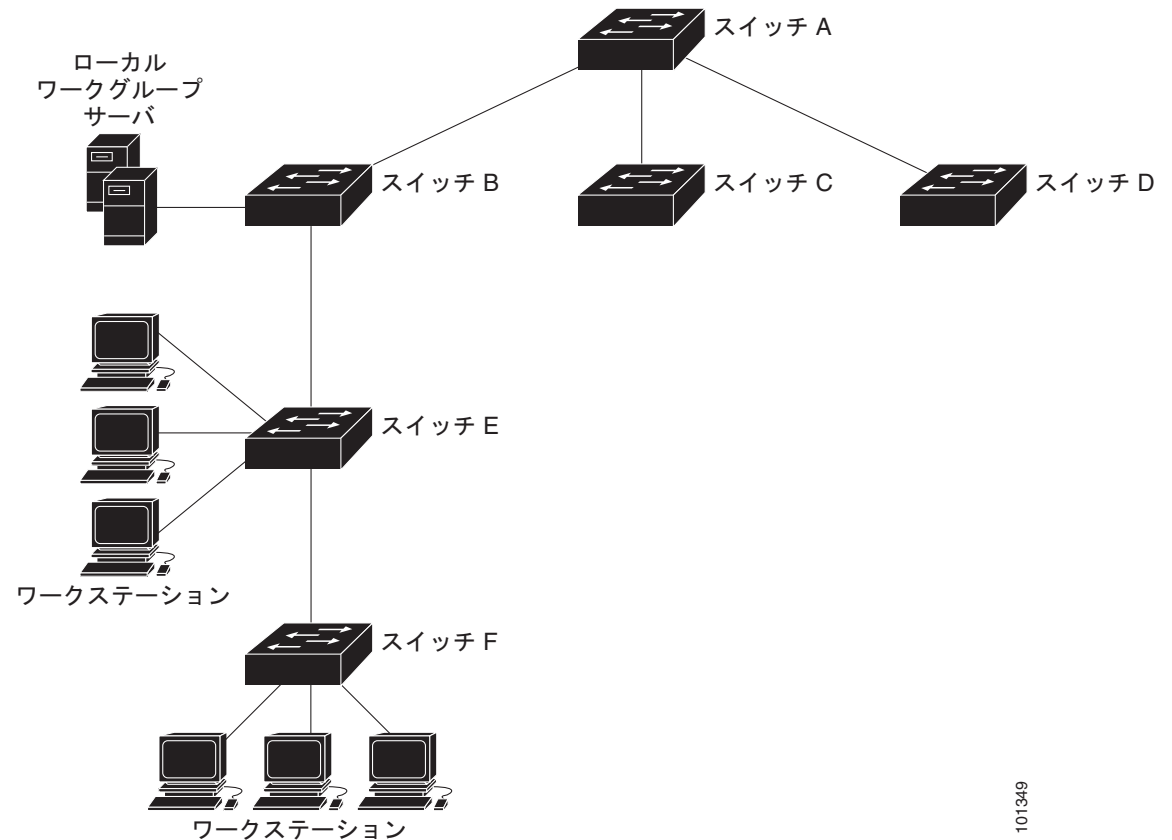 スイッチ A
ローカル
ワークグループ
サーバ
スイッチ B
スイッチ C
スイッチ D
スイッチ E
ワークステーション
スイッチ F
ワークステーション
101349